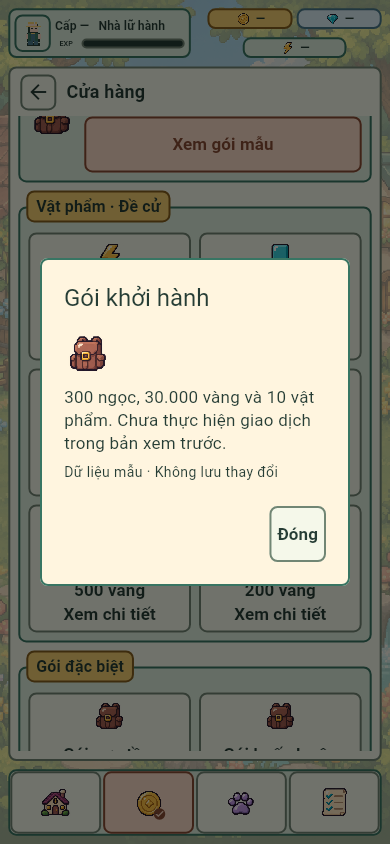 Cấp — Nhà lữ hành
EXP
—
—
—
Cửa hàng
Xem gói mẫu
Vật phẩm · Đề cử
Gói khởi hành
300 ngọc, 30.000 vàng và 10 vật
phẩm. Chưa thực hiện giao dịch
trong bản xem trước.
Dữ liệu mẫu · Không lưu thay đổi
Đóng
500 vàng
200 vàng
Xem chi tiết
Xem chi tiết
Gói đặc biệt